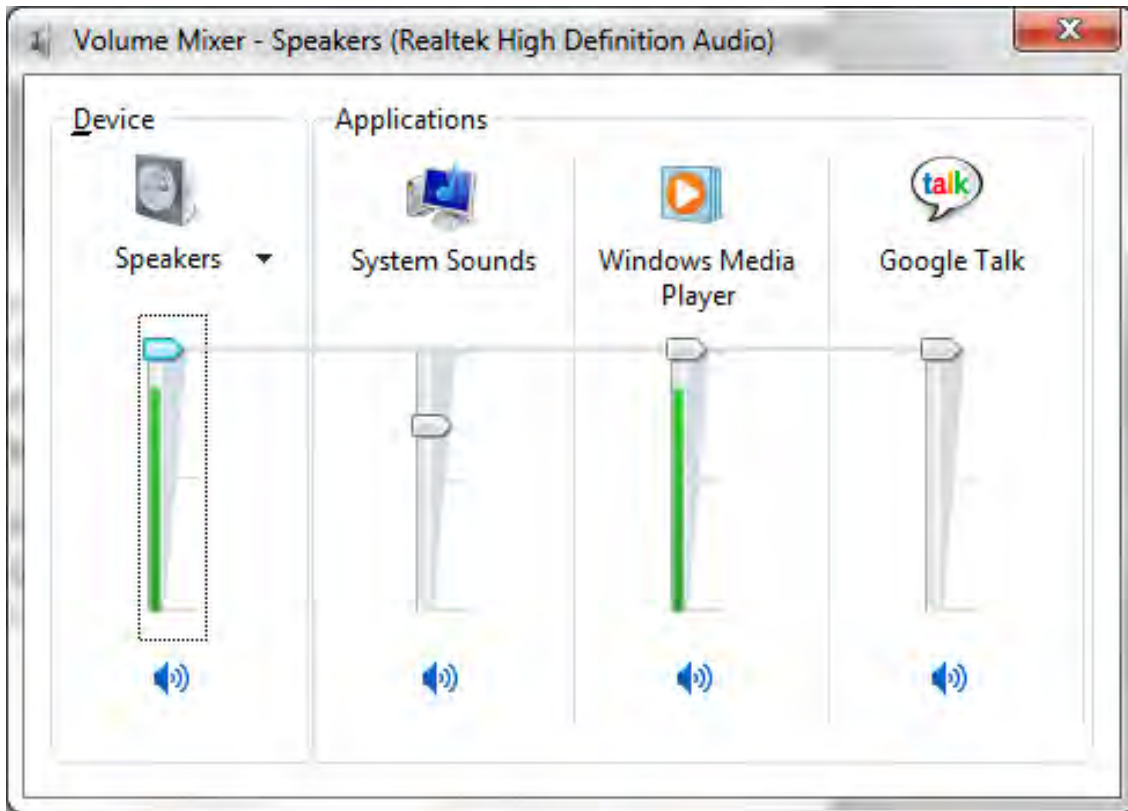 Volume Mixer - Speakers (Realtek High Definition Audio)
Device
Applications
talk
Speakers
System Sounds
Windows Media
Player
Google Talk